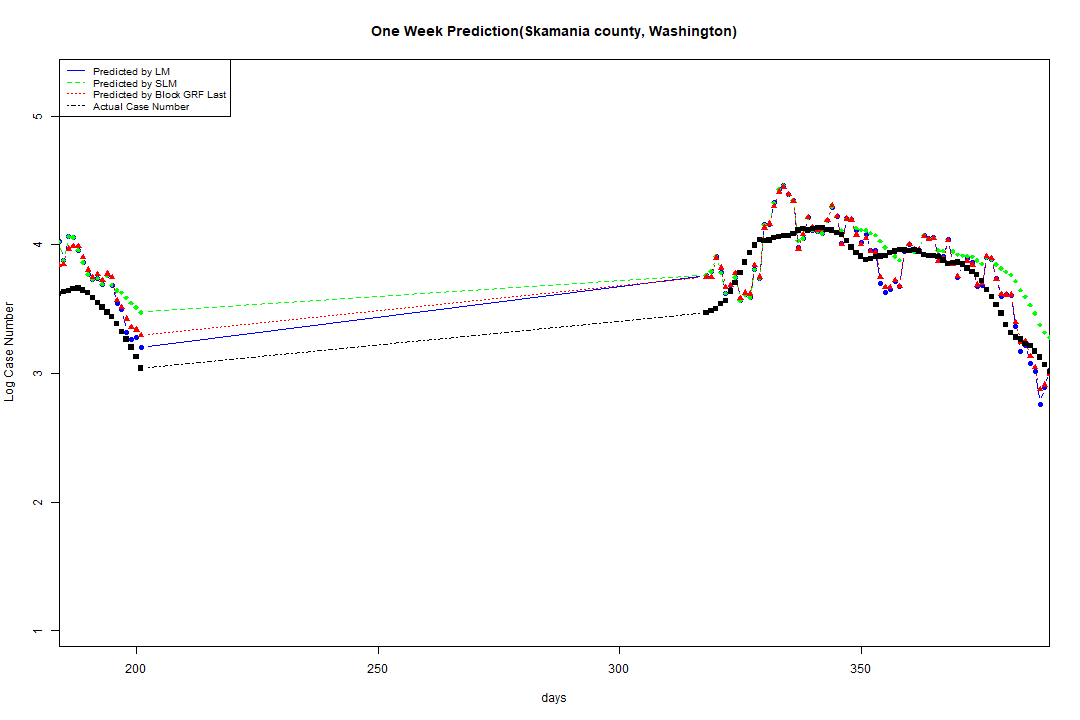 One Week Prediction(Skamania county, Washington)
Predicted by LM
Predicted by SLM
Predicted by Block GRF Last
Actual Case Number
5
4
3
2
1
Log Case Number
200
250
300
350
days